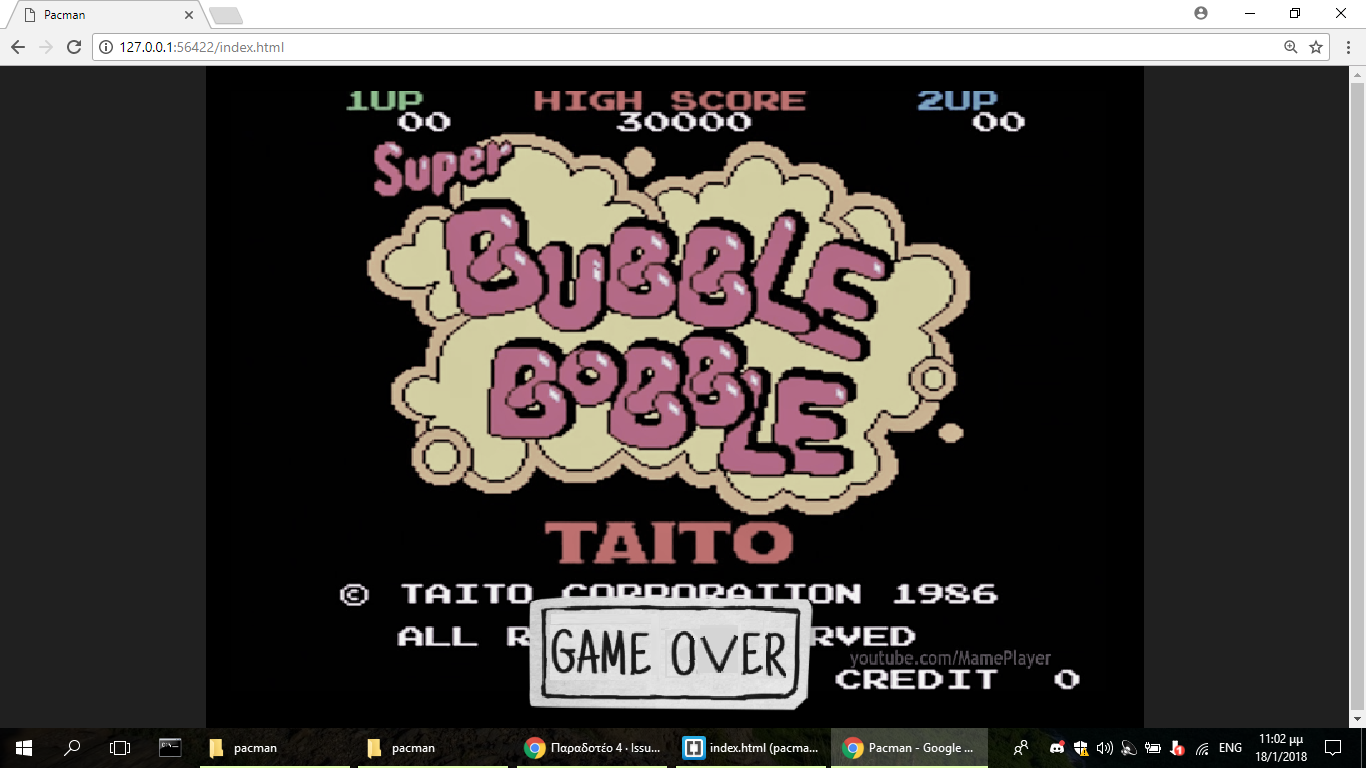 Pacman
127.0.0.1:56422/index.html
1UP HIGH SCORE 2UP
00 30000 00
Super
BUBBLE
BOBBLE
TAITO
© TAITO CORPORATION 1986
ALL R RVED
GAME OVER
youtube.com/MamePlayer
CREDIT 0
pacman
pacman
Παραδοτέο 4 · Issu...
index.html (pacma...
Pacman - Google ...
ENG
11:02 μμ
18/1/2018